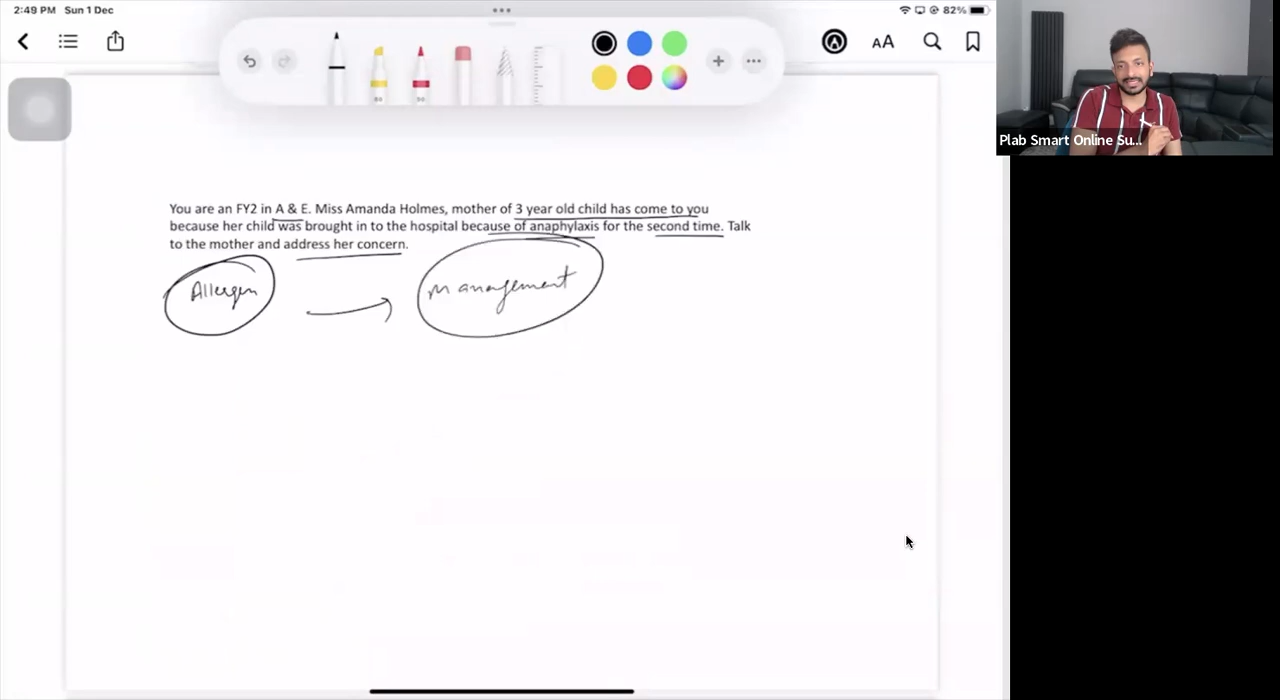 2:49 PM Sun 1 Dec
82%
AA
Plab Smart Online Su...
You are an FY2 in A & E. Miss Amanda Holmes, mother of 3 year old child has come to you
because her child was brought in to the hospital because of anaphylaxis for the second time. Talk
to the mother and address her concern.
Allergen
Management